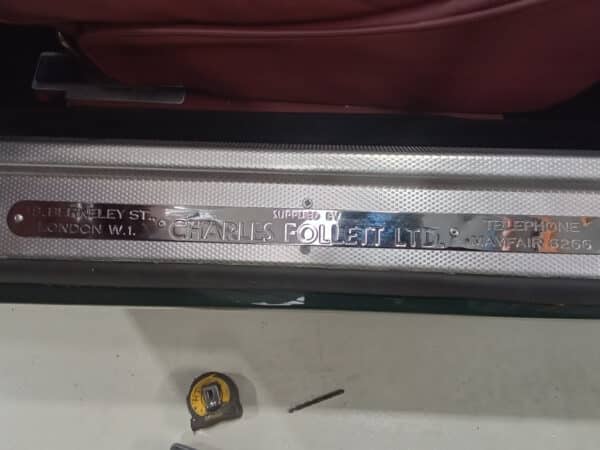 BERKELEY ST.,
LONDON W.1.
SUPPLIED BY
CHARLES FOLLETT LTD.
TELEPHONE
MAYFAIR 6266